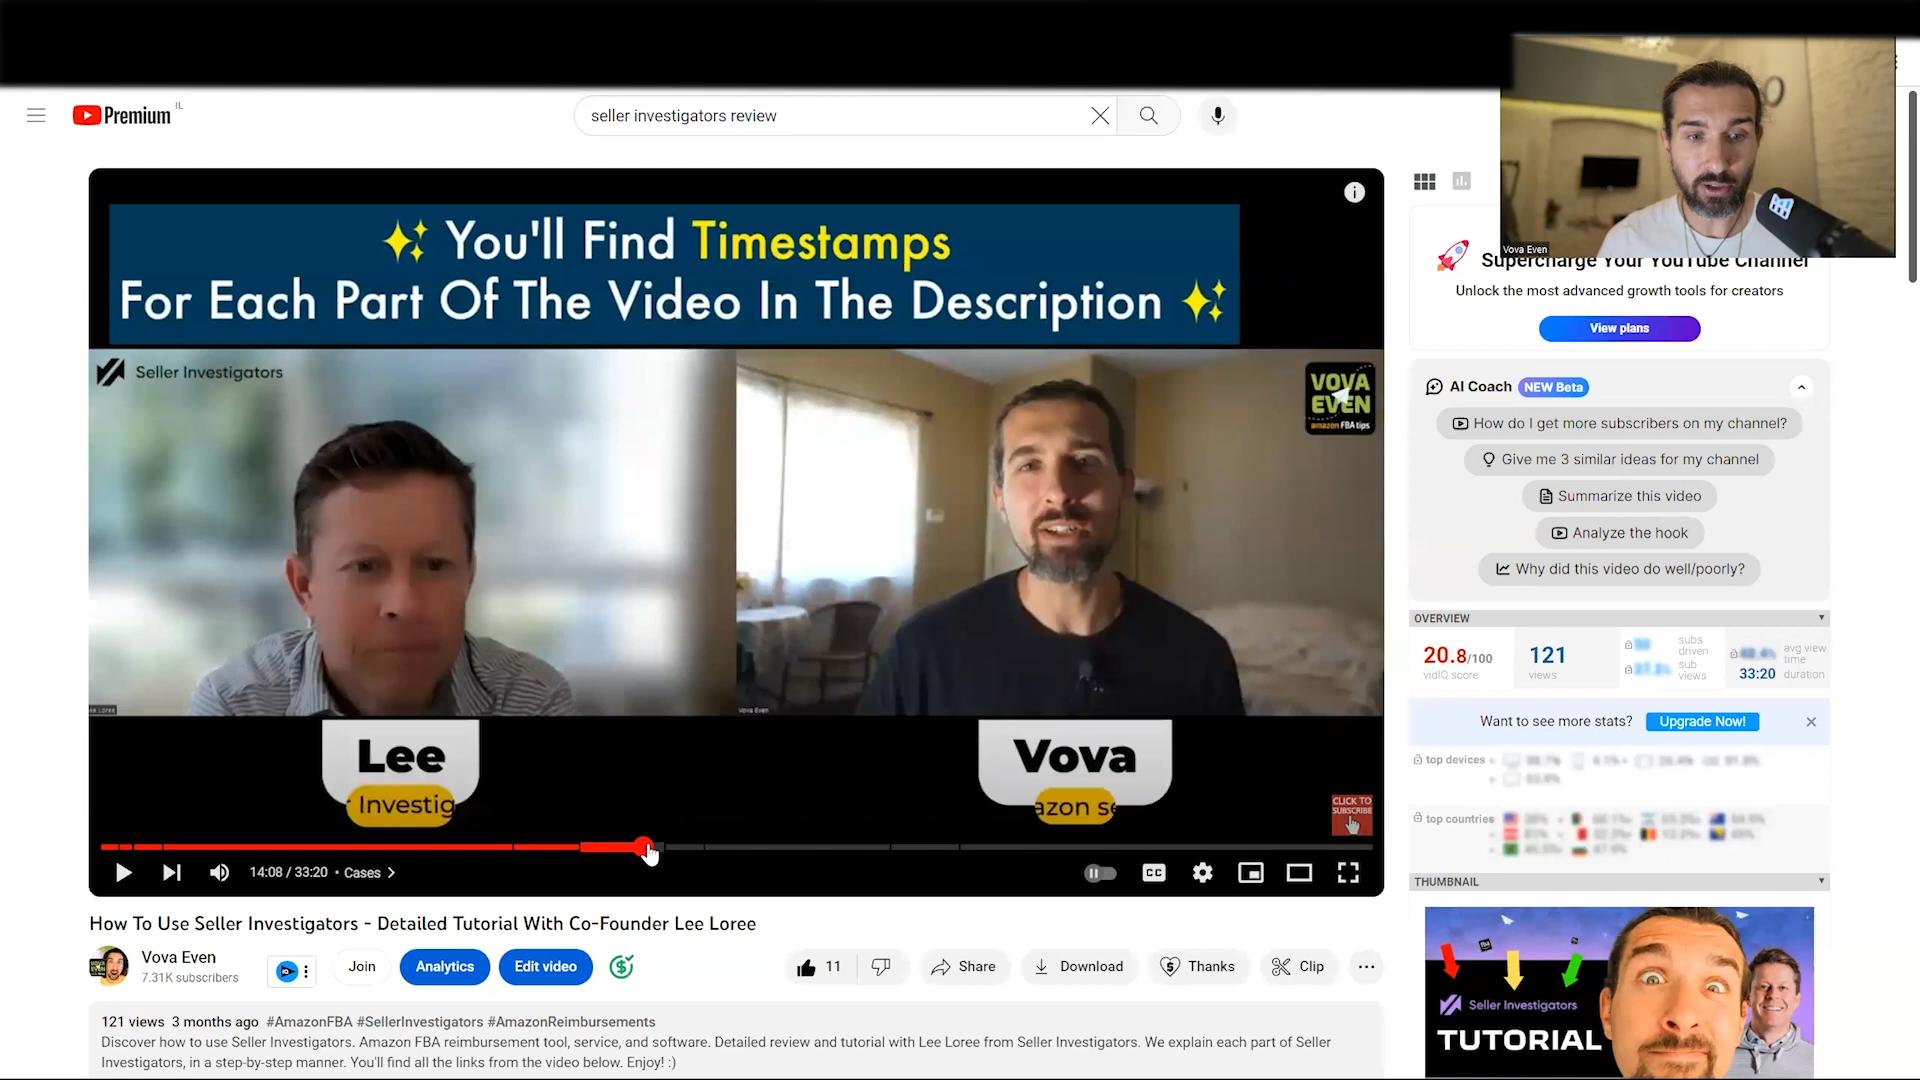 Premium
IL
seller investigators review
Vova Even
You'll Find Timestamps
For Each Part Of The Video In The Description
Seller Investigators
VOVA
EVEN
amazon FBA tips
Vova Even
Lee
Investig
Vova
azon se
CLICK TO
SUBSCRIBE
14:08 / 33:20 • Cases
CC
How To Use Seller Investigators - Detailed Tutorial With Co-Founder Lee Loree
Vova Even
7.31K subscribers
Join
Analytics
Edit video
11
Share
Download
Thanks
Clip
121 views 3 months ago #AmazonFBA #SellerInvestigators #AmazonReimbursements
Discover how to use Seller Investigators. Amazon FBA reimbursement tool, service, and software. Detailed review and tutorial with Lee Loree from Seller Investigators. We explain each part of Seller
Investigators, in a step-by-step manner. You'll find all the links from the video below. Enjoy! :)
Supercharge Your YouTube Channel
Unlock the most advanced growth tools for creators
View plans
AI Coach NEW Beta
How do I get more subscribers on my channel?
Give me 3 similar ideas for my channel
Summarize this video
Analyze the hook
Why did this video do well/poorly?
OVERVIEW
20.8/100
vidIQ score
121
views
subs
driven
sub
views
avg view
time
33:20 duration
Want to see more stats? Upgrade Now!
top devices
top countries
THUMBNAIL
Seller Investigators
TUTORIAL